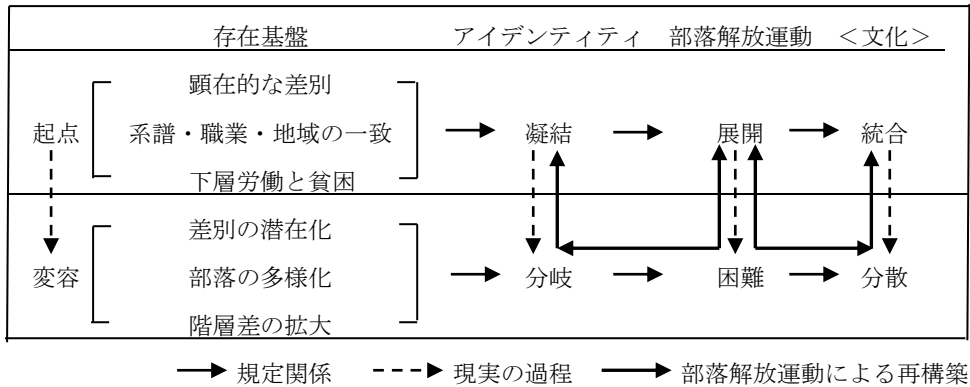 存在基盤 アイデンティティ 部落解放運動 <文化>
顕在的な差別
起点 系譜・職業・地域の一致 凝結 展開 統合
下層労働と貧困
差別の潜在化
変容 部落の多様化 分岐 困難 分散
階層差の拡大
規定関係 現実の過程 部落解放運動による再構築